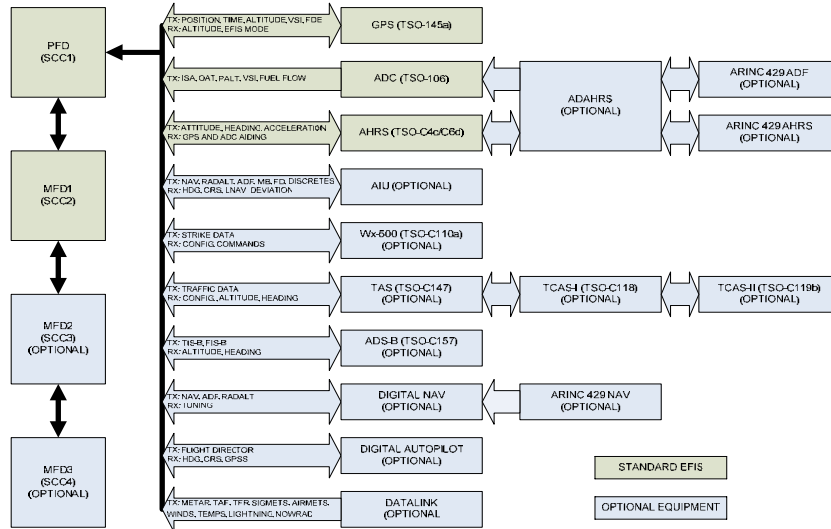 PFD
(SCC1)
MFD1
(SCC2)
MFD2
(SCC3)
(OPTIONAL)
MFD3
(SCC4)
(OPTIONAL)
TX: POSITION, TIME, ALTITUDE, VSI, FDE
RX: ALTITUDE, EFIS MODE
GPS (TSO-145a)
TX: ISA, OAT, PALT, VSI, FUEL FLOW
ADC (TSO-106)
ADAHRS
(OPTIONAL)
ARINC 429 ADF
(OPTIONAL)
TX: ATTITUDE, HEADING, ACCELERATION
RX: GPS AND ADC AIDING
AHRS (TSO-C4c/C6d)
ARINC 429 AHRS
(OPTIONAL)
TX: NAV, RADALT, ADF, MB, FD, DISCRETES
RX: HDG, CRS, LNAV DEVIATION
AIU (OPTIONAL)
TX: STRIKE DATA
RX: CONFIG, COMMANDS
Wx-500 (TSO-C110a)
(OPTIONAL)
TX: TRAFFIC DATA
RX: CONFIG, ALTITUDE, HEADING
TAS (TSO-C147)
(OPTIONAL)
TCAS-I (TSO-C118)
(OPTIONAL)
TCAS-II (TSO-C119b)
(OPTIONAL)
TX: TIS-B, FIS-B
RX: ALTITUDE, HEADING
ADS-B (TSO-C157)
(OPTIONAL)
TX: NAV, ADF, RADALT
RX: TUNING
DIGITAL NAV
(OPTIONAL)
ARINC 429 NAV
(OPTIONAL)
TX: FLIGHT DIRECTOR
RX: HDG, CRS, GPSS
DIGITAL AUTOPILOT
(OPTIONAL)
TX: METAR, TAF, TFR, SIGMETS, AIRMETS,
WINDS, TEMPS, LIGHTNING, NOWRAD
DATALINK
(OPTIONAL
STANDARD EFIS
OPTIONAL EQUIPMENT